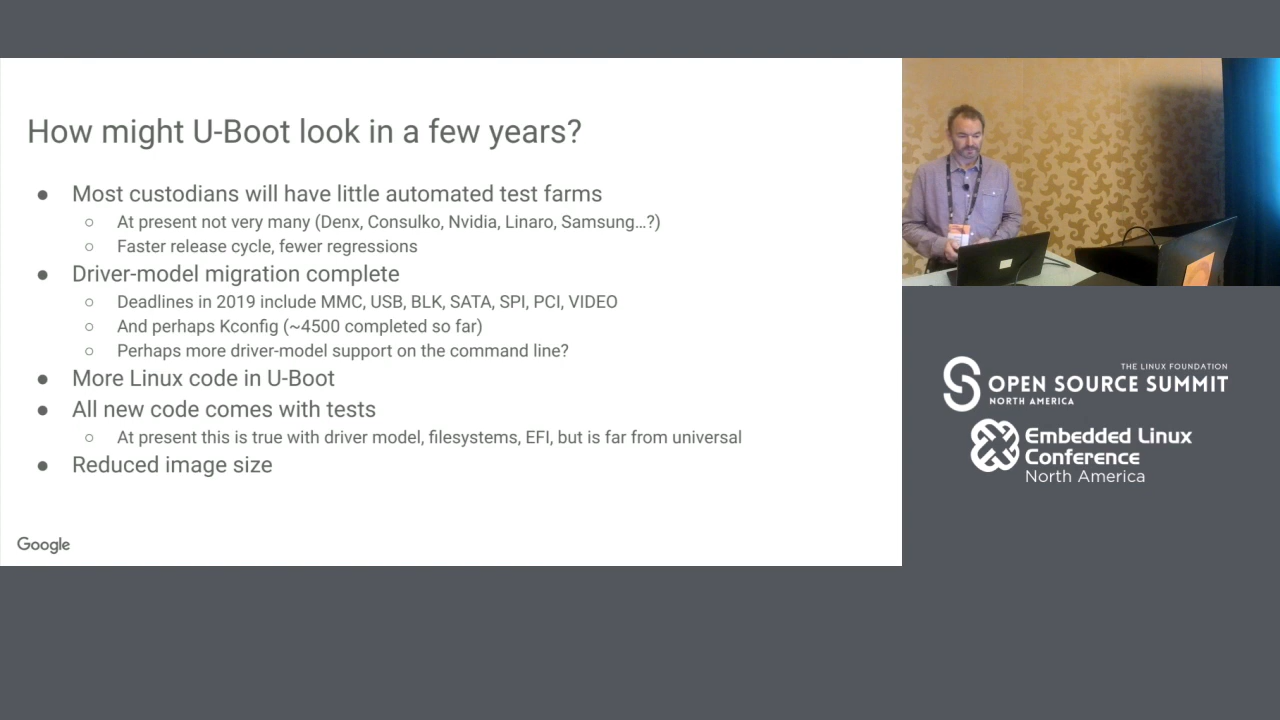 How might U-Boot look in a few years?
● Most custodians will have little automated test farms
○ At present not very many (Denx, Consulko, Nvidia, Linaro, Samsung…?)
○ Faster release cycle, fewer regressions
● Driver-model migration complete
○ Deadlines in 2019 include MMC, USB, BLK, SATA, SPI, PCI, VIDEO
○ And perhaps Kconfig (~4500 completed so far)
○ Perhaps more driver-model support on the command line?
● More Linux code in U-Boot
● All new code comes with tests
○ At present this is true with driver model, filesystems, EFI, but is far from universal
● Reduced image size
Google
THE LINUX FOUNDATION
OPEN SOURCE SUMMIT
NORTH AMERICA
Embedded Linux
Conference
North America